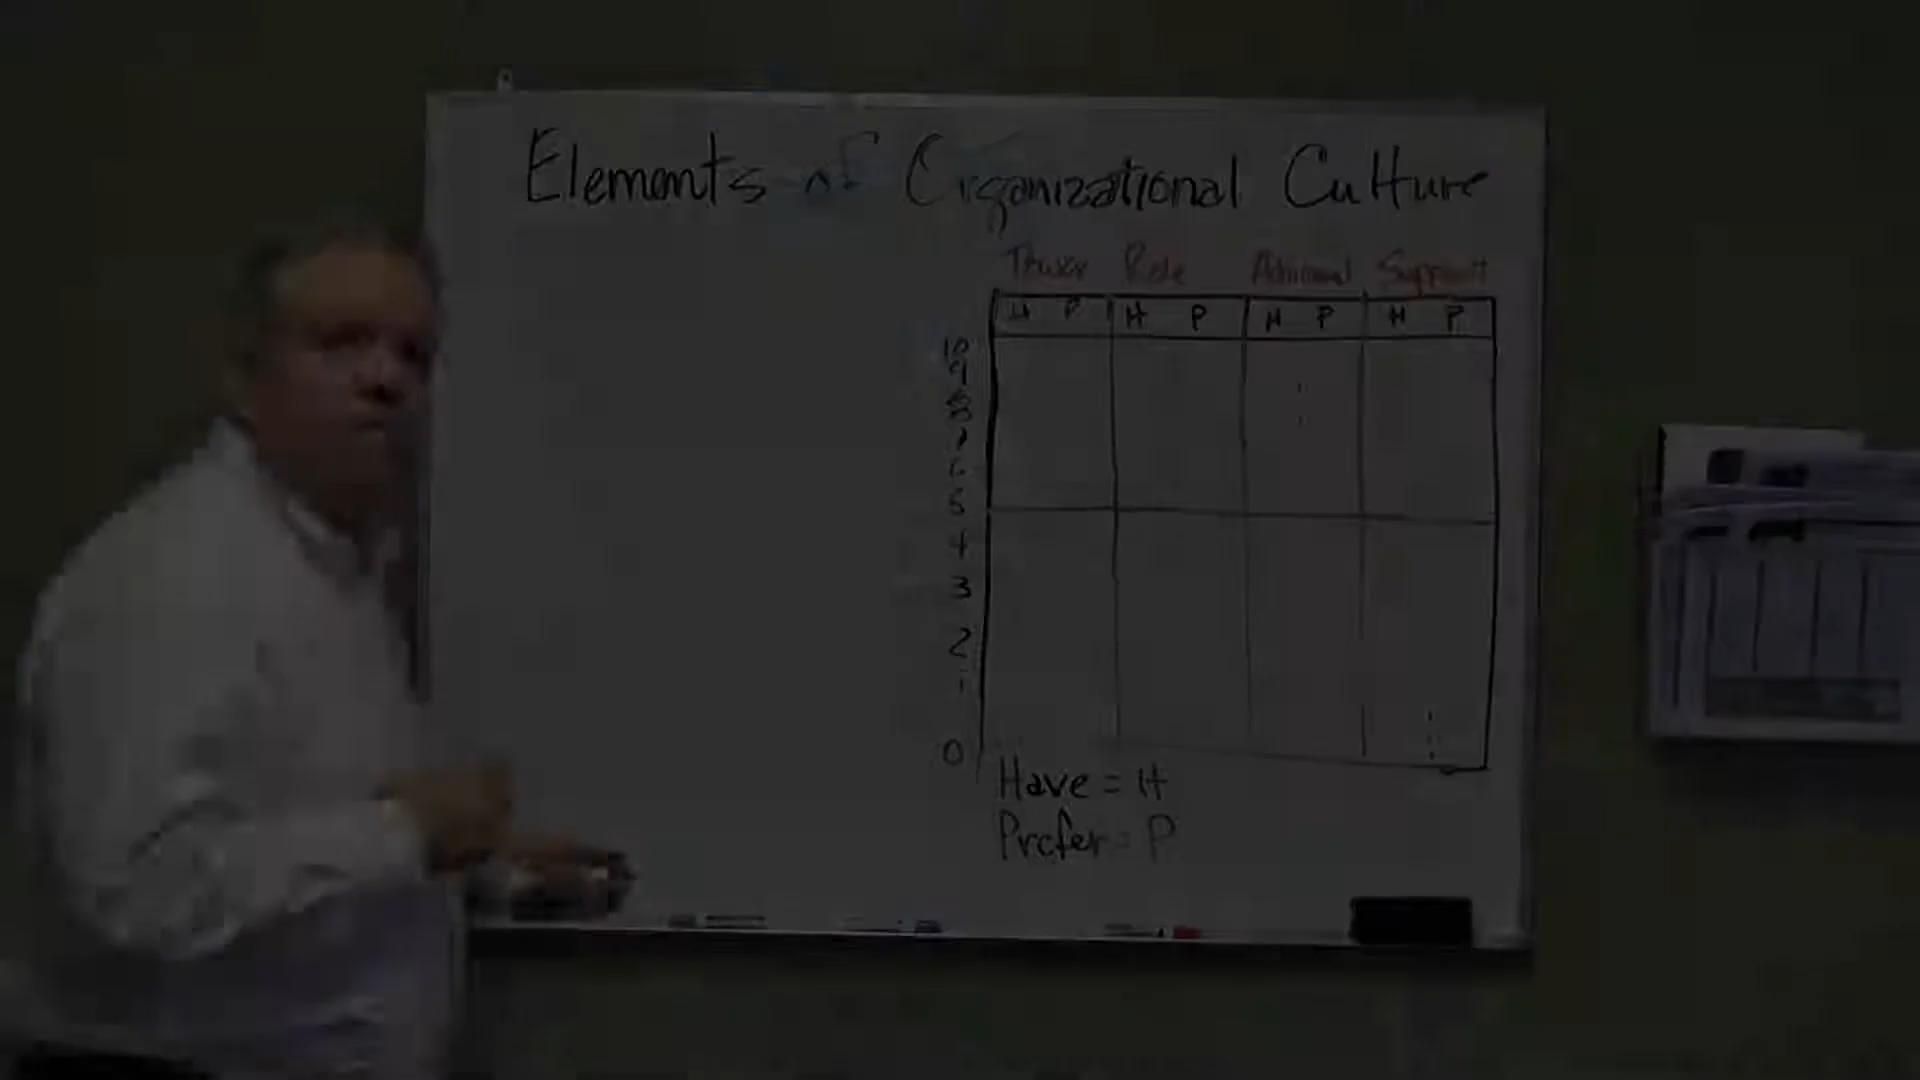 Elements of Organizational Culture
Power Role Achieved Support
H P H P H P H P
10
9
8
7
6
5
4
3
2
1
0
Have = H
Prefer = P